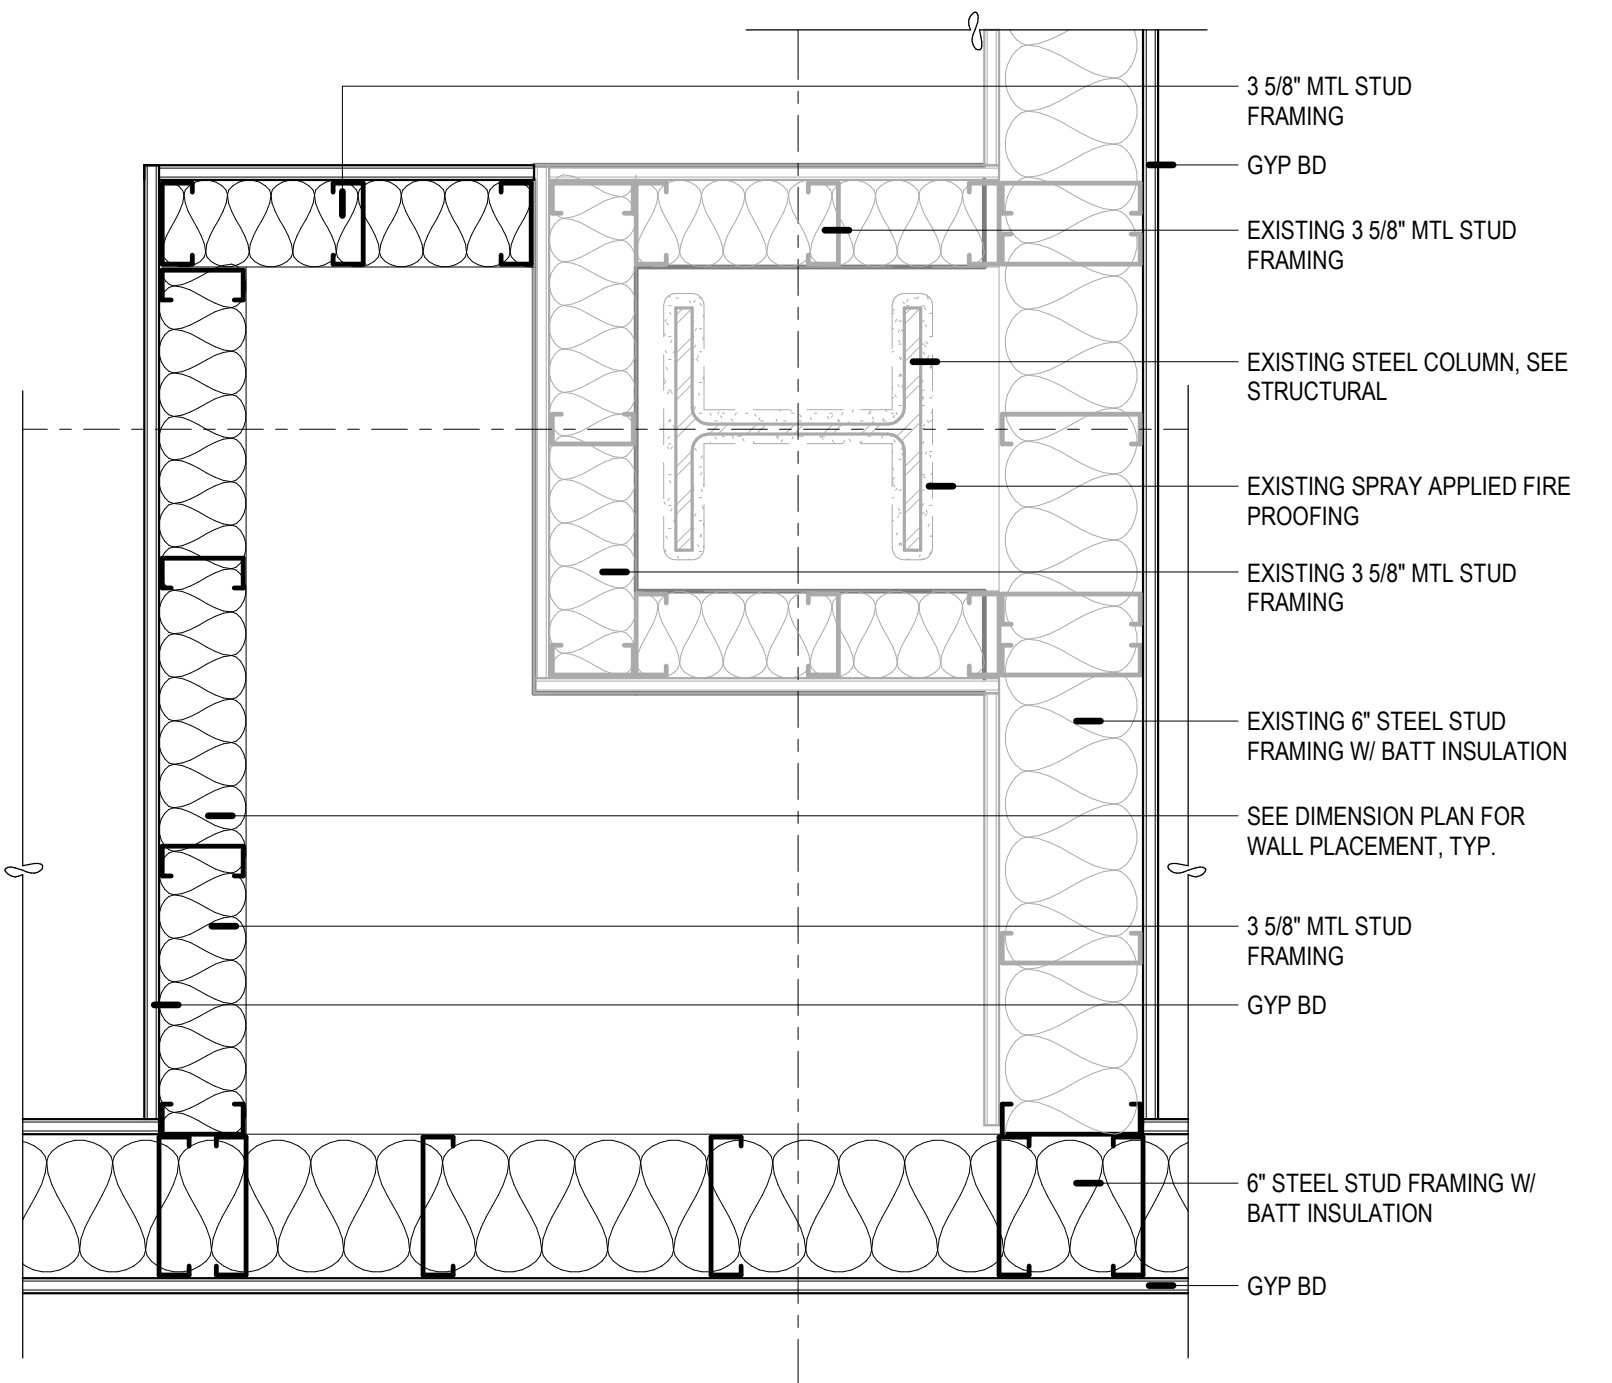 3 5/8" MTL STUD
FRAMING
GYP BD
EXISTING 3 5/8" MTL STUD
FRAMING
EXISTING STEEL COLUMN, SEE
STRUCTURAL
EXISTING SPRAY APPLIED FIRE
PROOFING
EXISTING 3 5/8" MTL STUD
FRAMING
EXISTING 6" STEEL STUD
FRAMING W/ BATT INSULATION
SEE DIMENSION PLAN FOR
WALL PLACEMENT, TYP.
3 5/8" MTL STUD
FRAMING
GYP BD
6" STEEL STUD FRAMING W/
BATT INSULATION
GYP BD